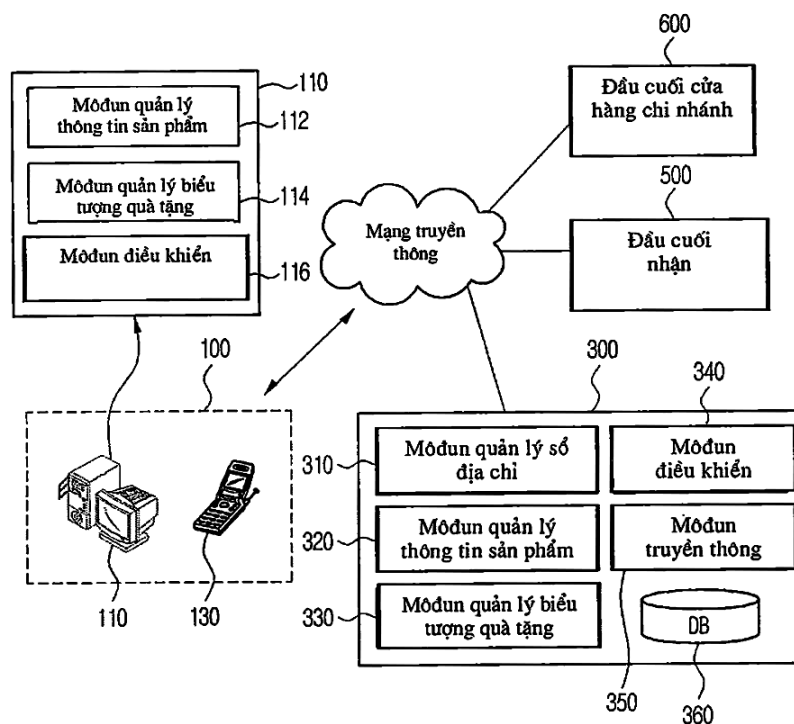 600
110
Đầu cuối cửa
hàng chi nhánh
Môđun quản lý
thông tin sản phẩm
112
500
Môđun quản lý biểu
tượng quà tặng
114
Mạng truyền
thông
Đầu cuối
nhận
Môđun điều khiển
116
100
300
340
310
Môđun quản lý sổ
địa chỉ
Môđun
điều khiển
320
Môđun quản lý
thông tin sản phẩm
Môđun
truyền thông
110
130
330
Môđun quản lý biểu
tượng quà tặng
DB
350
360